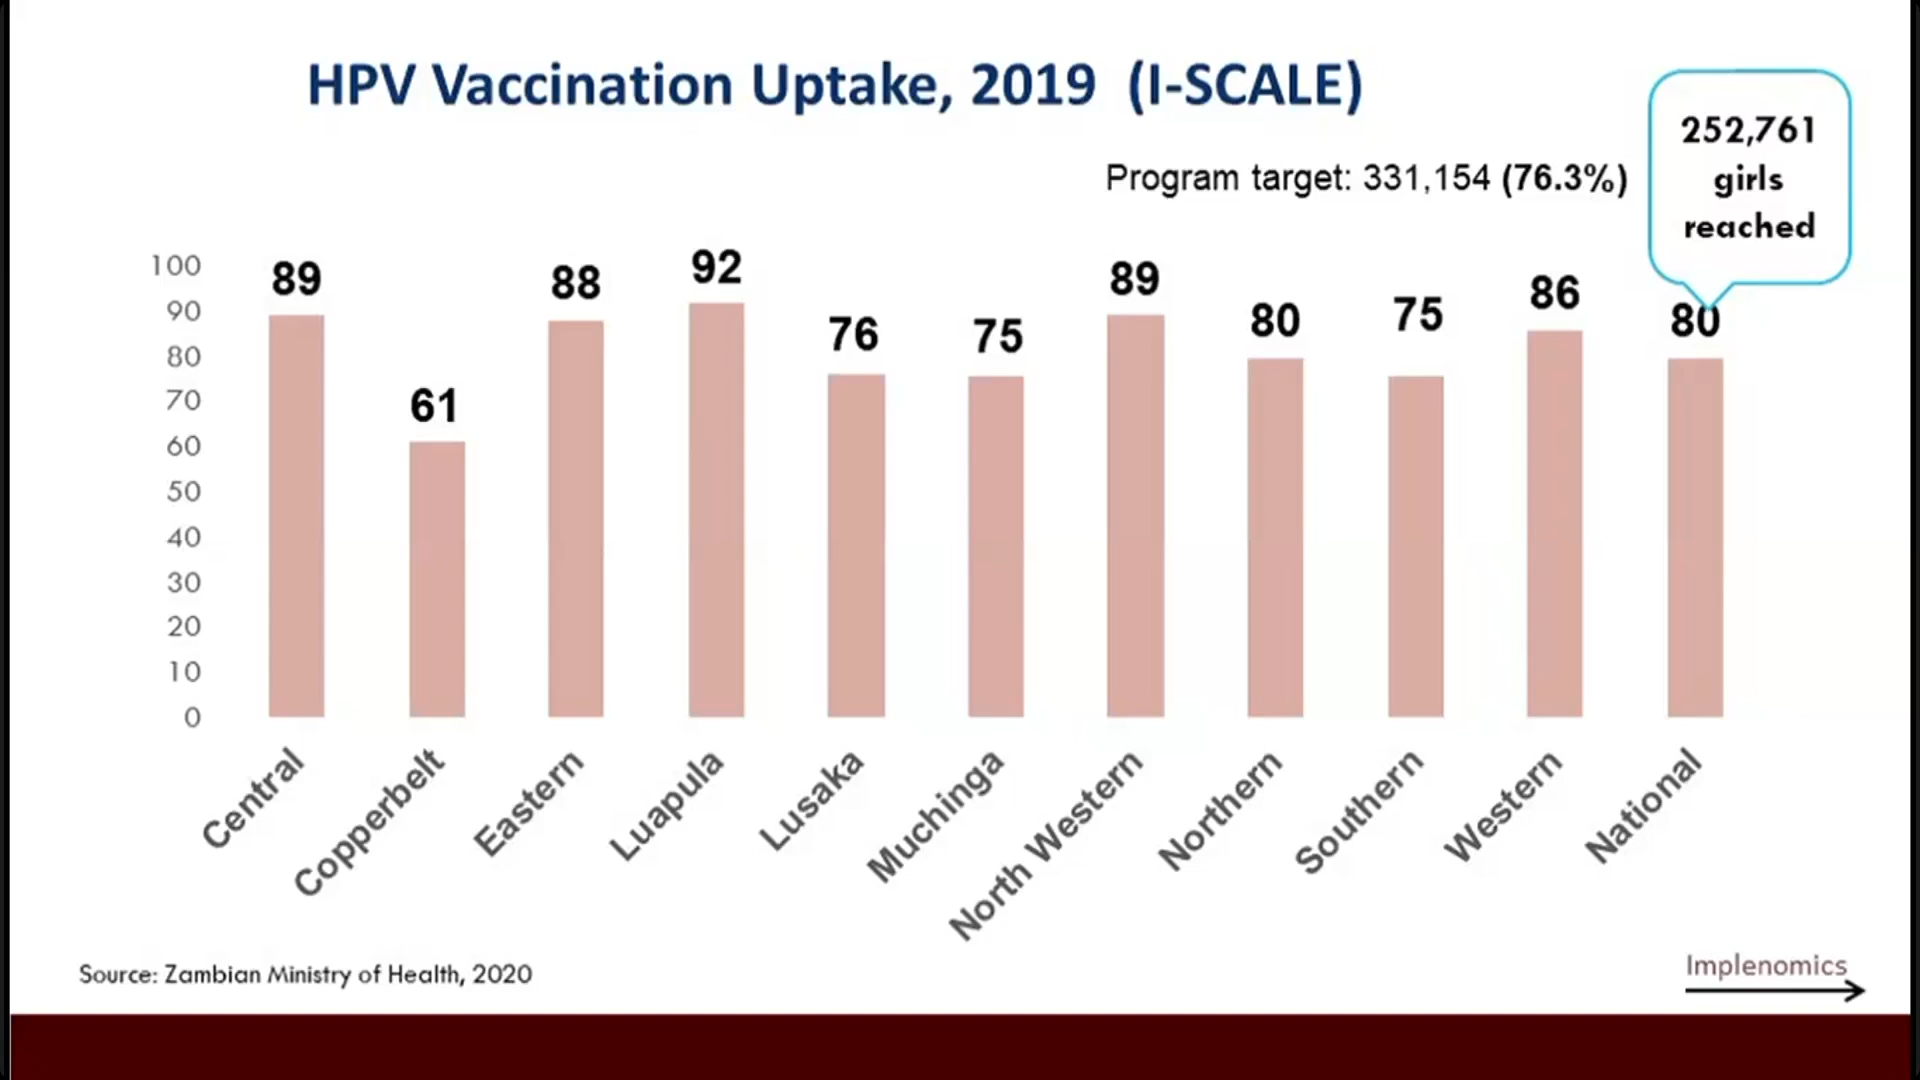 HPV Vaccination Uptake, 2019 (I-SCALE)
252,761
girls
reached
Program target: 331,154 (76.3%)
100
90
80
70
60
50
40
30
20
10
0
89
61
88
92
76
75
89
80
75
86
80
Central
Copperbelt
Eastern
Luapula
Lusaka
Muchinga
North Western
Northern
Southern
Western
National
Source: Zambian Ministry of Health, 2020
Implenomics